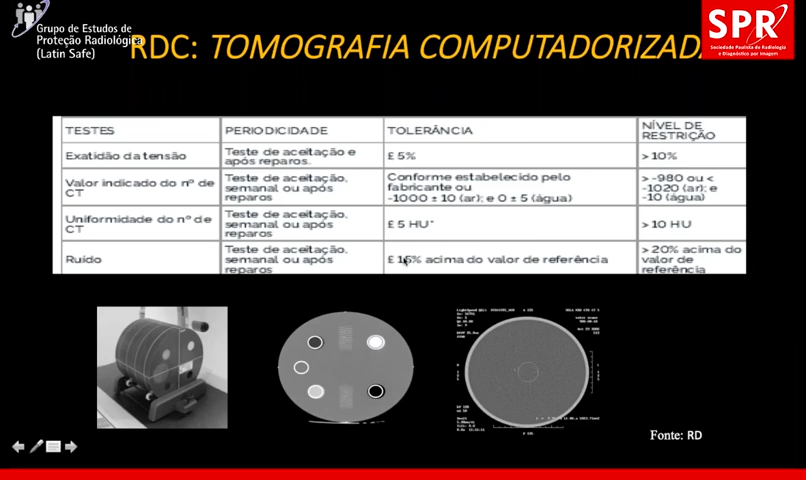 Grupo de Estudos de
Proteção Radiológica
(Latin Safe)
RDC: TOMOGRAFIA COMPUTADORIZADA
SPR
Sociedade Paulista de Radiologia
e Diagnóstico por Imagem
TESTES PERIODICIDADE TOLERÂNCIA NÍVEL DE
RESTRIÇÃO
Exatidão da tensão Teste de aceitação e
após reparos. £ 5% > 10%
Valor indicado do nº de
CT Teste de aceitação,
semanal ou após
reparos Conforme estabelecido pelo
fabricante ou
-1000 ± 10 (ar); e 0 ± 5 (água) > -980 ou <
-1020 (ar); e
-10 (água)
Uniformidade do nº de
CT Teste de aceitação,
semanal ou após
reparos £ 5 HU* > 10 HU
Ruído Teste de aceitação,
semanal ou após
reparos £ 15% acima do valor de referência > 20% acima do
valor de
referência
Fonte: RD